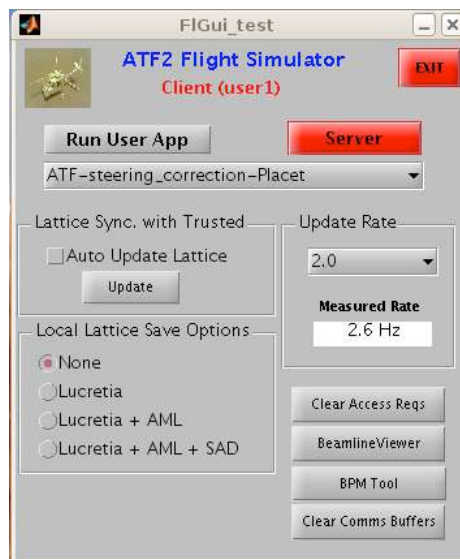 FlGui_test
ATF2 Flight Simulator
Client (user1)
EXIT
Run User App
Server
ATF-steering_correction-Placet
Lattice Sync. with Trusted
Auto Update Lattice
Update
Update Rate
2.0
Measured Rate
2.6 Hz
Local Lattice Save Options
None
Lucretia
Lucretia + AML
Lucretia + AML + SAD
Clear Access Reqs
BeamlineViewer
BPM Tool
Clear Comms Buffers